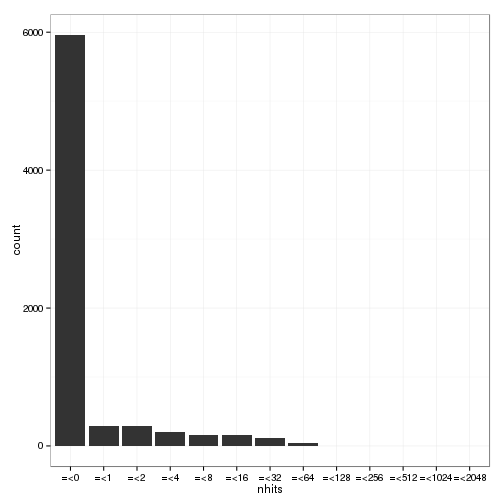 6000
4000
2000
0
count
=<0 =<1 =<2 =<4 =<8 =<16 =<32 =<64 =<128 =<256 =<512 =<1024 =<2048
nhits